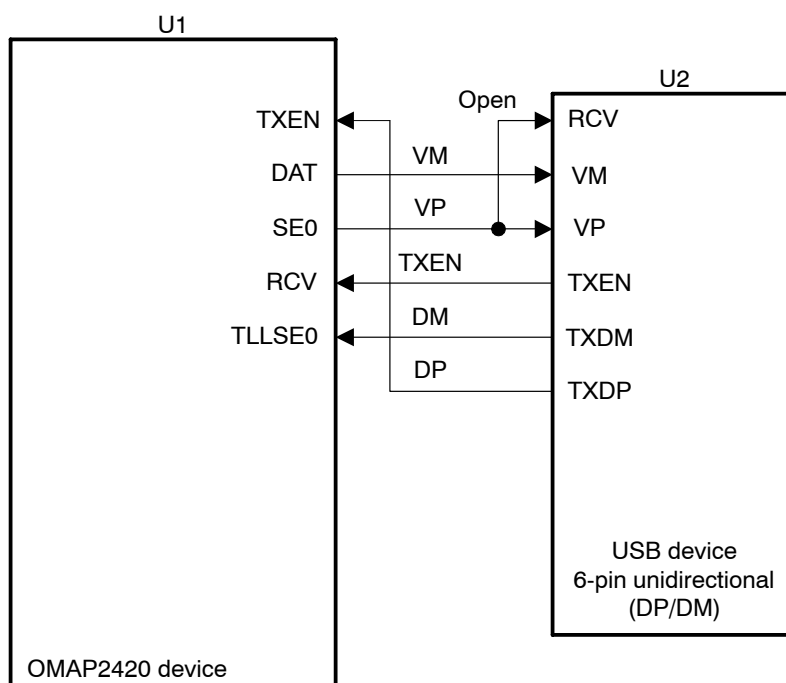 U1
U2
Open
TXEN
RCV
DAT
VM
VM
SE0
VP
VP
RCV
TXEN
TXEN
TLLSE0
DM
TXDM
DP
TXDP
USB device
6-pin unidirectional
(DP/DM)
OMAP2420 device